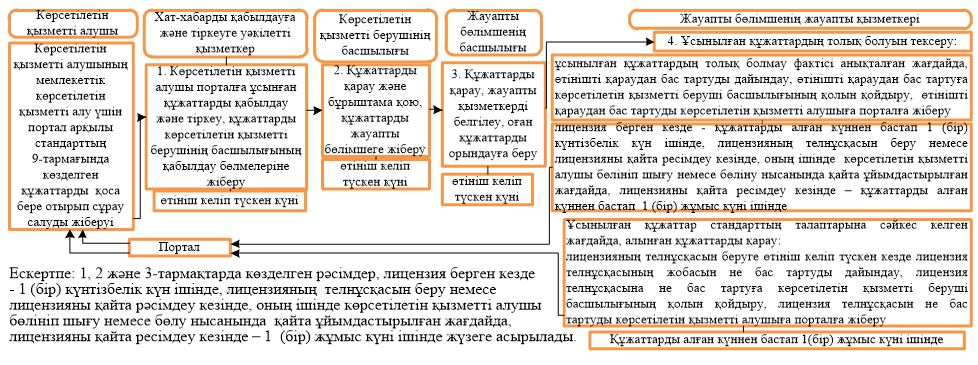 Көрсетілетін
қызметті алушы
Көрсетілетін
қызметті алушының
мемлекеттік
көрсетілетін
қызметті алу үшін
портал арқылы
стандарттың
9-тармағында
көзделген
құжаттарды қоса
бере отырып сұрау
салуды жіберуі
Хат-хабарды қабылдауға
және тіркеуге уәкілетті
қызметкер
1. Көрсетілетін қызметті
алушы порталға ұсынған
құжаттарды қабылдау
және тіркеу, құжаттарды
көрсетілетін қызметті
берушінің басшылығының
қабылдау бөлмелеріне
жіберу
өтініш келіп түскен күні
Көрсетілетін
қызметті берушінің
басшылығы
2. Құжаттарды
қарау және
бұрыштама қою,
құжаттарды
жауапты
бөлімшеге жіберу
өтініш келіп
түскен күні
Жауапты
бөлімшенің
басшылығы
3. Құжаттарды
қарау, жауапты
қызметкерді
белгілеу, оған
құжаттарды
орындауға беру
өтініш келіп
түскен күні
Жауапты бөлімшенің жауапты қызметкері
4. Ұсынылған құжаттардың толық болуын тексеру:
ұсынылған құжаттардың толық болмау фактісі анықталған жағдайда,
өтінішті қараудан бас тартуды дайындау, өтінішті қараудан бас тартуға
көрсетілетін қызметті беруші басшылығының қолын қойдыру, өтінішті
қараудан бас тартуды көрсетілетін қызметті алушыға порталға жіберу
лицензия берген кезде - құжаттарды алған күннен бастап 1 (бір)
күнтізбелік күн ішінде, лицензияның телнұсқасын беру немесе
лицензияны қайта ресімдеу кезінде, оның ішінде көрсетілетін қызметті
алушы бөлініп шығу немесе бөліну нысанында қайта ұйымдастырылған
жағдайда, лицензияны қайта ресімдеу кезінде – құжаттарды алған
күннен бастап 1 (бір) жұмыс күні ішінде
Ұсынылған құжаттар стандарттың талаптарына сәйкес келген
жағдайда, алынған құжаттарды қарау:
лицензияның телнұсқасын беруге өтініш келіп түскен кезде лицензия
телнұсқасының жобасын не бас тартуды дайындау, лицензия
телнұсқасына не бас тартуға көрсетілетін қызметті беруші
басшылығының қолын қойдыру, лицензия телнұсқасын не бас
тартуды көрсетілетін қызметті алушыға порталға жіберу
Құжаттарды алған күннен бастап 1(бір) жұмыс күні ішінде
Портал
Ескертпе: 1, 2 және 3-тармақтарда көзделген рәсімдер, лицензия берген кезде
- 1 (бір) күнтізбелік күн ішінде, лицензияның телнұсқасын беру немесе
лицензияны қайта рәсімдеу кезінде, оның ішінде көрсетілетін қызметті алушы
бөлініп шығу немесе бөлу нысанында қайта ұйымдастырылған жағдайда,
лицензияны қайта ресімдеу кезінде – 1 (бір) жұмыс күні ішінде жүзеге асырылады.